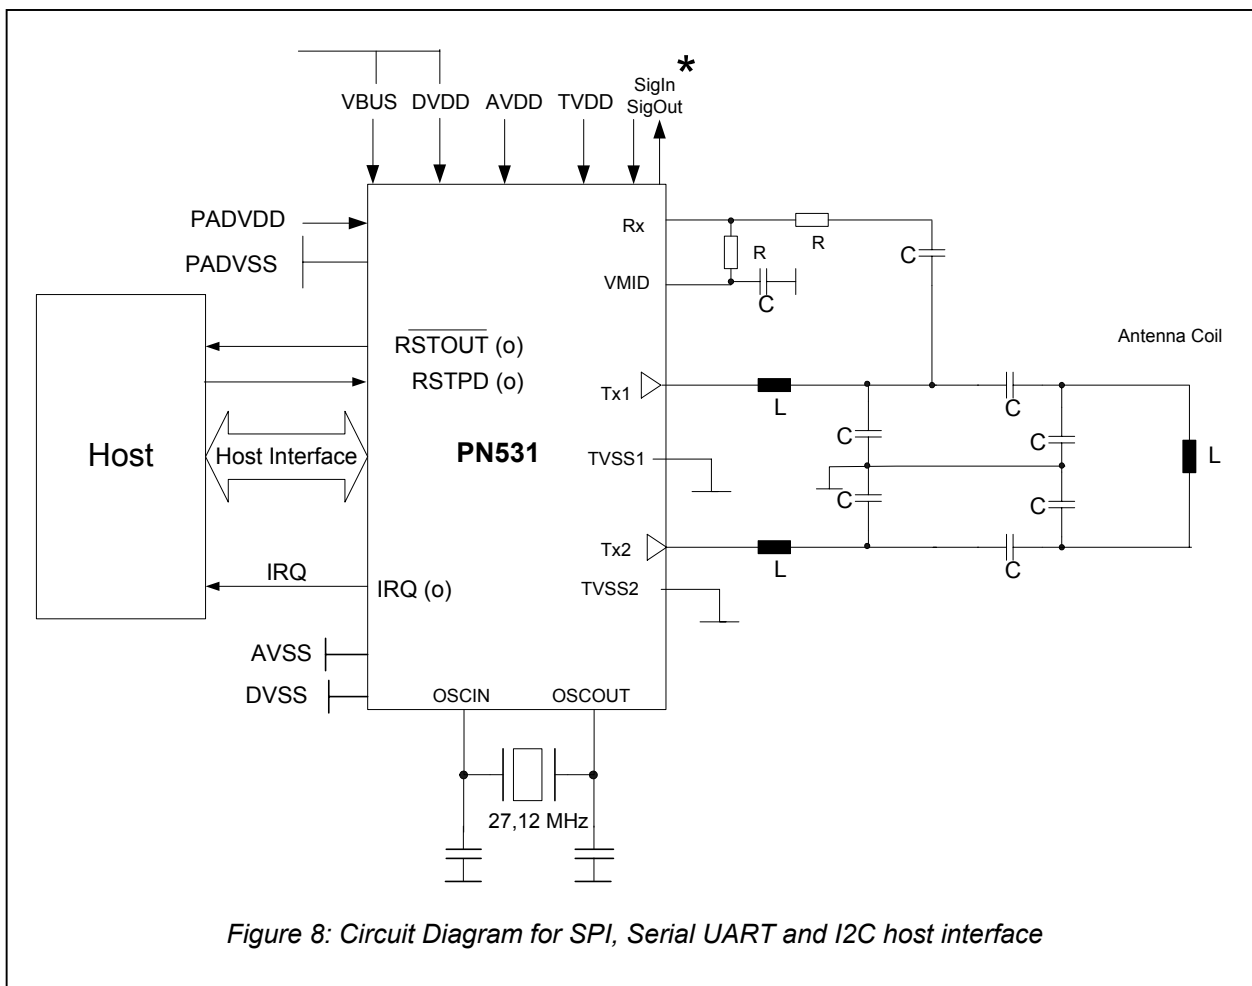 *
SigIn
VBUS DVDD AVDD TVDD SigOut
PADVDD
Rx
R
R
C
PADVSS
VMID
C
RSTOUT (o)
Antenna Coil
RSTPD (o)
Tx1
L
C
Host
Host Interface
PN531
C
C
TVSS1
L
C
C
Tx2
L
C
IRQ
IRQ (o)
TVSS2
AVSS
DVSS
OSCIN
OSCOUT
27,12 MHz
Figure 8: Circuit Diagram for SPI, Serial UART and I2C host interface